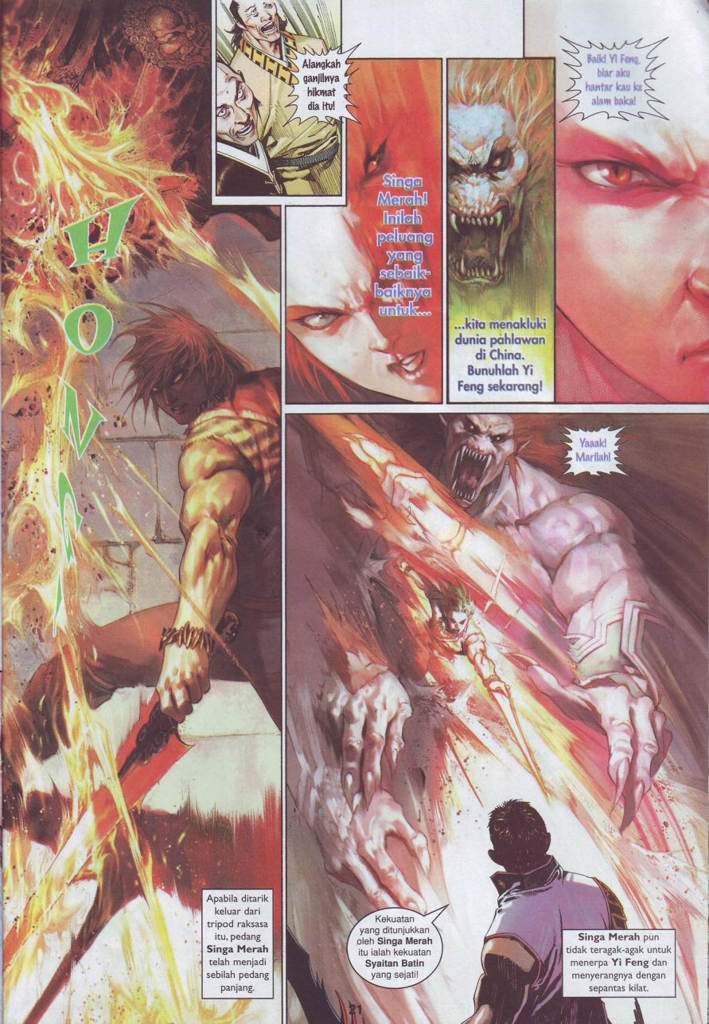 Alangkah
ganjilnya
hikmat
dia itu!
Baik! Yi Feng,
biar aku
hantar kau ke
alam baka!
Singa
Merah!
Inilah
peluang
yang
sebaik-
baiknya
untuk...
...kita menakluki
dunia pahlawan
di China.
Bunuhlah Yi
Feng sekarang!
HONG!
Yaaak!
Marilah!
Apabila ditarik
keluar dari
tripod raksasa
itu, pedang
Singa Merah
telah menjadi
sebilah pedang
panjang.
Kekuatan
yang ditunjukkan
oleh Singa Merah
itu ialah kekuatan
Syaitan Batin
yang sejati!
Singa Merah pun
tidak teragak-agak untuk
menerpa Yi Feng dan
menyerangnya dengan
sepantas kilat.
21